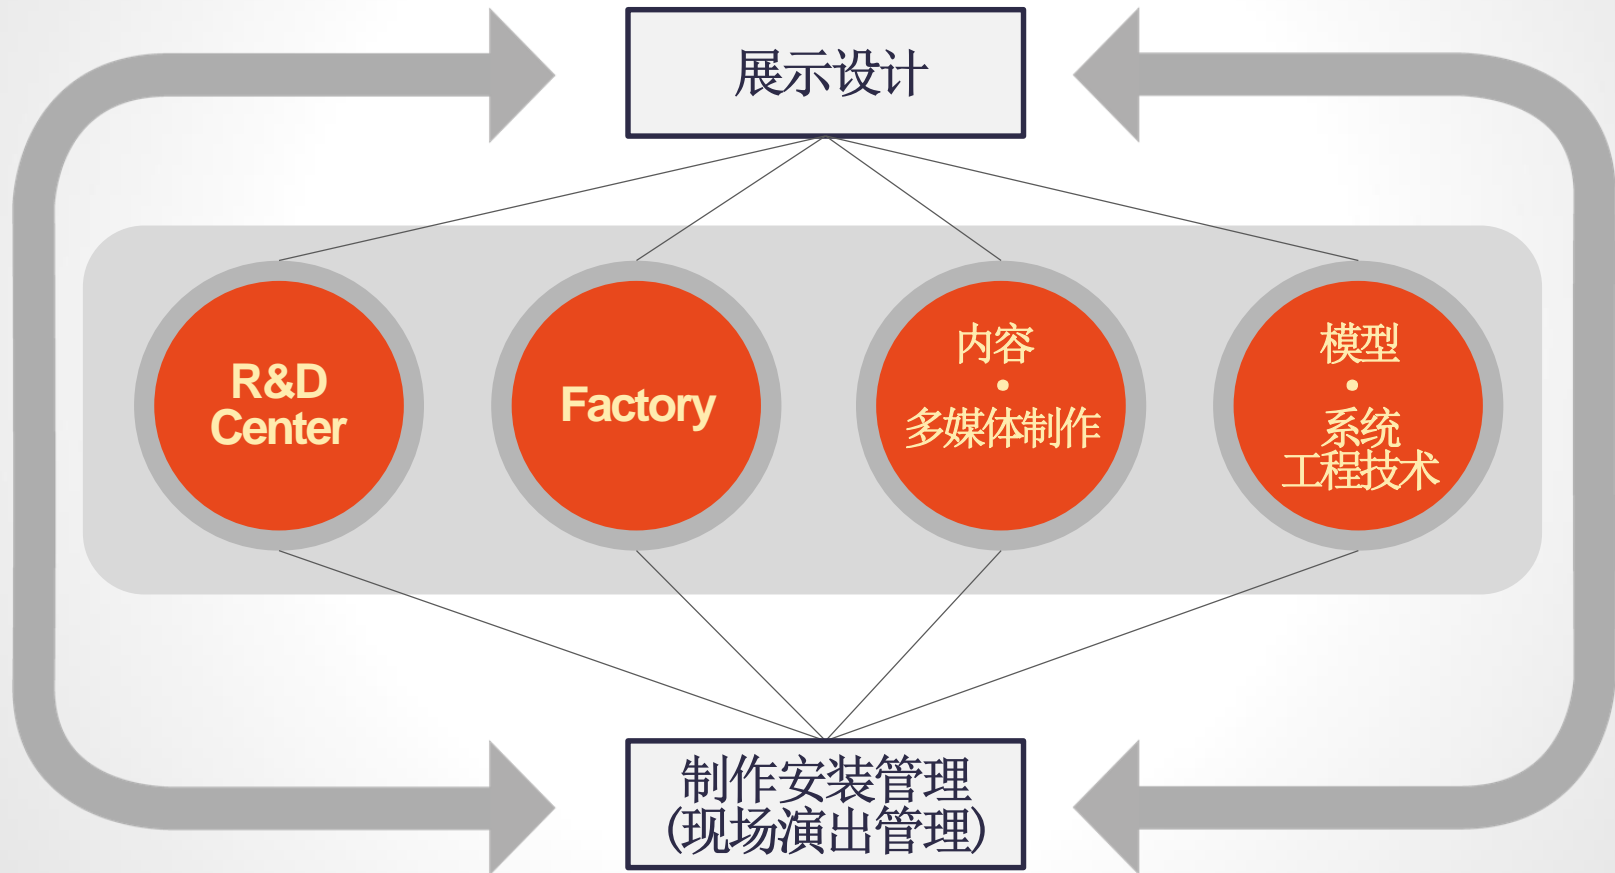 展示设计
R&D
Center
Factory
内容
•
多媒体制作
模型
•
系统
工程技术
制作安装管理
(现场演出管理)